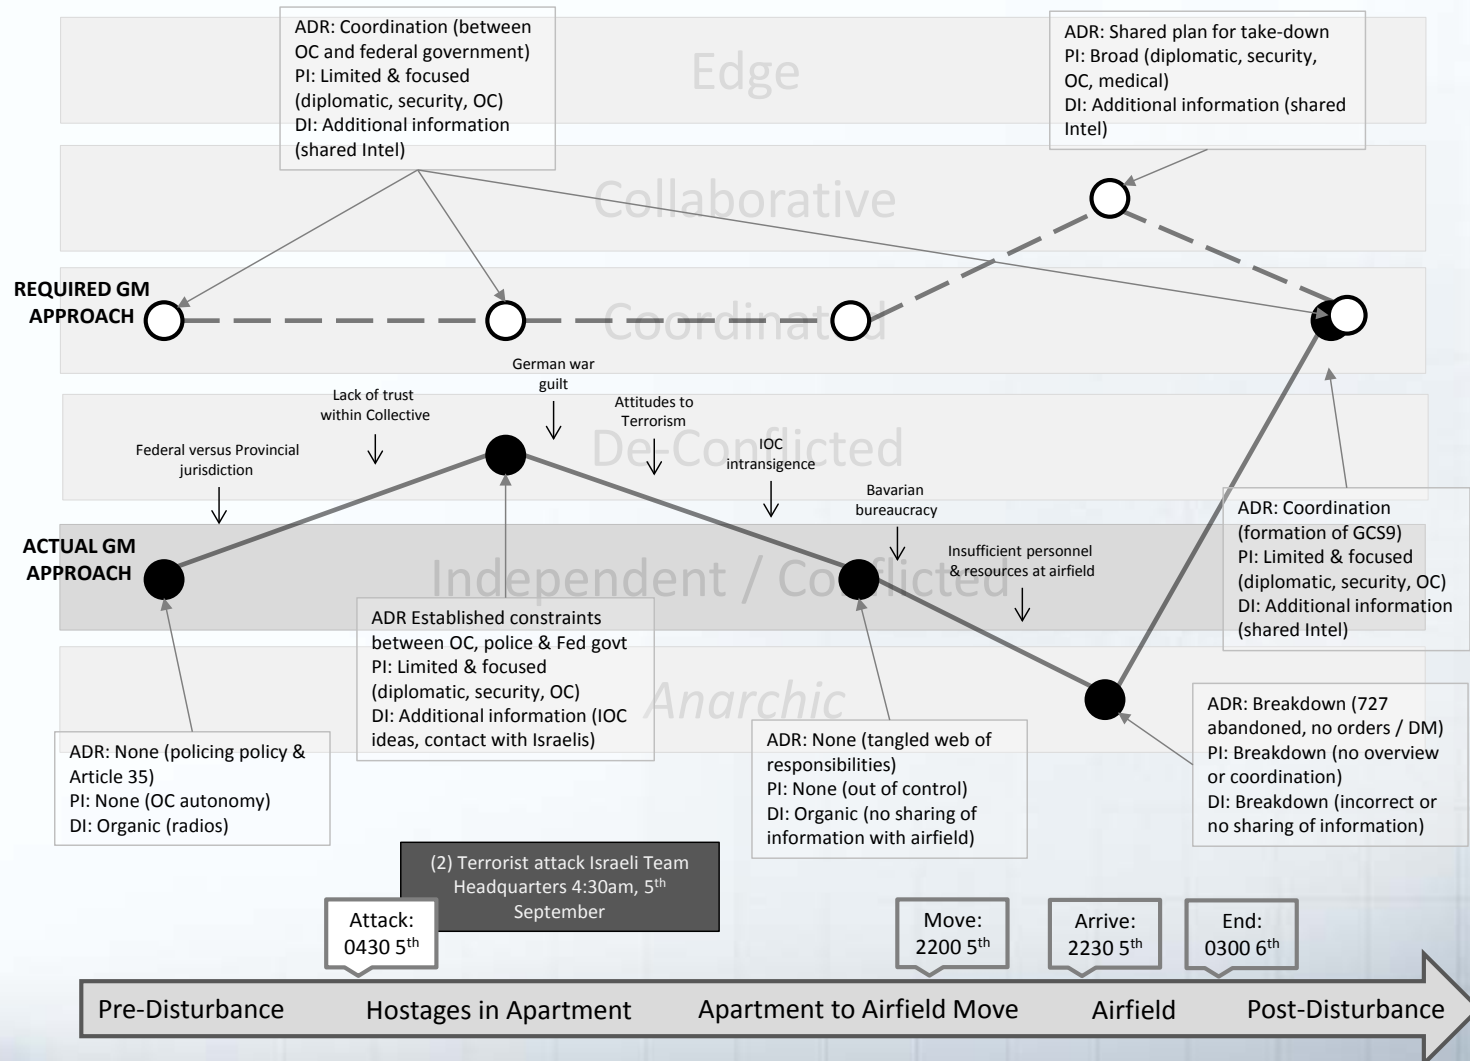 ADR: Coordination (between
OC and federal government)
PI: Limited & focused
(diplomatic, security, OC)
DI: Additional information
(shared Intel)
Edge
ADR: Shared plan for take-down
PI: Broad (diplomatic, security,
OC, medical)
DI: Additional information (shared
Intel)
Collaborative
REQUIRED GM
APPROACH
Coordinated
German war
guilt
Lack of trust
within Collective
Attitudes to
Terrorism
Federal versus Provincial
jurisdiction
De-Conflicted
IOC
intransigence
Bavarian
bureaucracy
Insufficient personnel
& resources at airfield
ACTUAL GM
APPROACH
Independent / Conflicted
ADR: Coordination
(formation of GCS9)
PI: Limited & focused
(diplomatic, security, OC)
DI: Additional information
(shared Intel)
ADR Established constraints
between OC, police & Fed govt
PI: Limited & focused
(diplomatic, security, OC)
DI: Additional information (IOC
ideas, contact with Israelis)
Anarchic
ADR: None (policing policy &
Article 35)
PI: None (OC autonomy)
DI: Organic (radios)
ADR: None (tangled web of
responsibilities)
PI: None (out of control)
DI: Organic (no sharing of
information with airfield)
ADR: Breakdown (727
abandoned, no orders / DM)
PI: Breakdown (no overview
or coordination)
DI: Breakdown (incorrect or
no sharing of information)
(2) Terrorist attack Israeli Team
Headquarters 4:30am, 5th
September
Attack:
0430 5th
Move:
2200 5th
Arrive:
2230 5th
End:
0300 6th
Pre-Disturbance
Hostages in Apartment
Apartment to Airfield Move
Airfield
Post-Disturbance